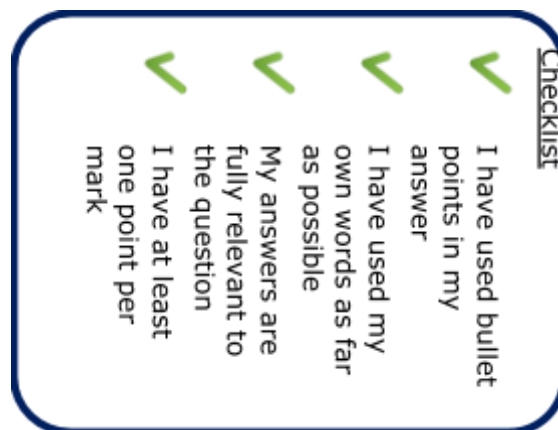 Checklist
I have used bullet
points in my
answer
I have used my
own words as far
as possible
My answers are
fully relevant to
the question
I have at least
one point per
mark